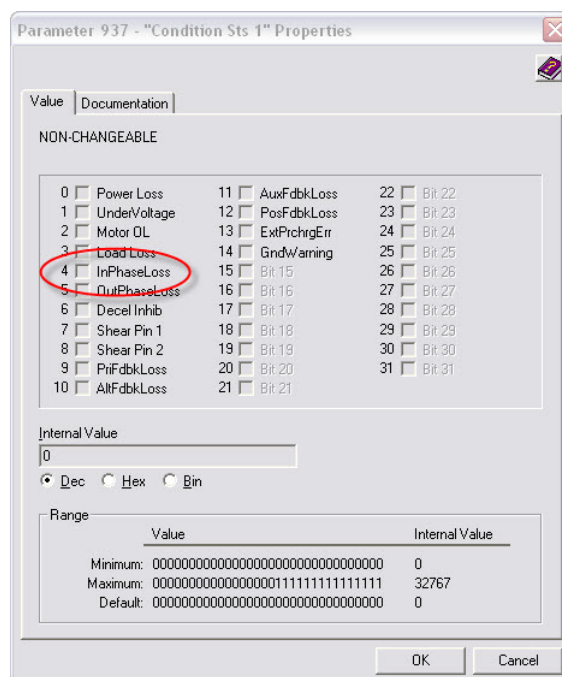 Parameter 937 - "Condition Sts 1" Properties
Value
Documentation
NON-CHANGEABLE
0 Power Loss
1 UnderVoltage
2 Motor OL
3 Load Loss
4 InPhaseLoss
5 OutPhaseLoss
6 Decel Inhib
7 Shear Pin 1
8 Shear Pin 2
9 PriFdbkLoss
10 AltFdbkLoss
11 AuxFdbkLoss
12 PosFdbkLoss
13 ExtPrchrgErr
14 GndWarning
15 Bit 15
16 Bit 16
17 Bit 17
18 Bit 18
19 Bit 19
20 Bit 20
21 Bit 21
22 Bit 22
23 Bit 23
24 Bit 24
25 Bit 25
26 Bit 26
27 Bit 27
28 Bit 28
29 Bit 29
30 Bit 30
31 Bit 31
Internal Value
0
Dec Hex Bin
Range
Value Internal Value
Minimum: 00000000000000000000000000000000 0
Maximum: 00000000000000000111111111111111 32767
Default: 00000000000000000000000000000000 0
OK Cancel